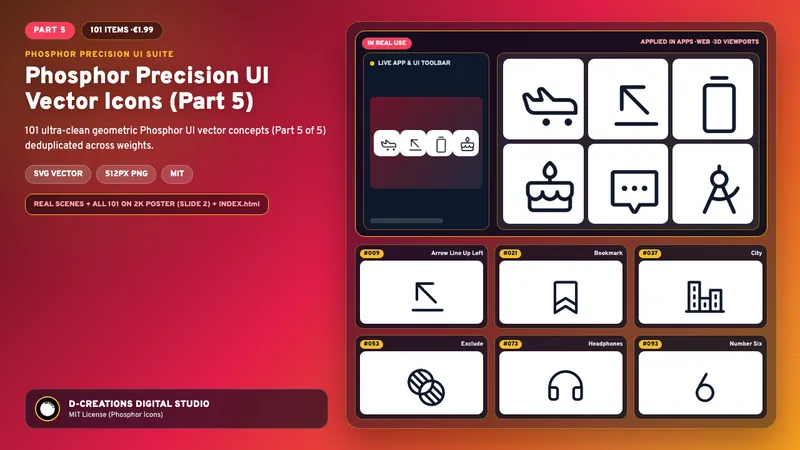 PART 5
101 ITEMS · €1.99
PHOSPHOR PRECISION UI SUITE
Phosphor Precision UI
Vector Icons (Part 5)
101 ultra-clean geometric Phosphor UI vector concepts (Part 5 of 5)
deduplicated across weights.
SVG VECTOR
512PX PNG
MIT
REAL SCENES + ALL 101 ON 2K POSTER (SLIDE 2) + INDEX.html
D-CREATIONS DIGITAL STUDIO
MIT License (Phosphor Icons)
IN REAL USE
APPLIED IN APPS · WEB · 3D VIEWPORTS
LIVE APP & UI TOOLBAR
#009
Arrow Line Up Left
#021
Bookmark
#037
City
#053
Exclude
#073
Headphones
#093
Number Six
6